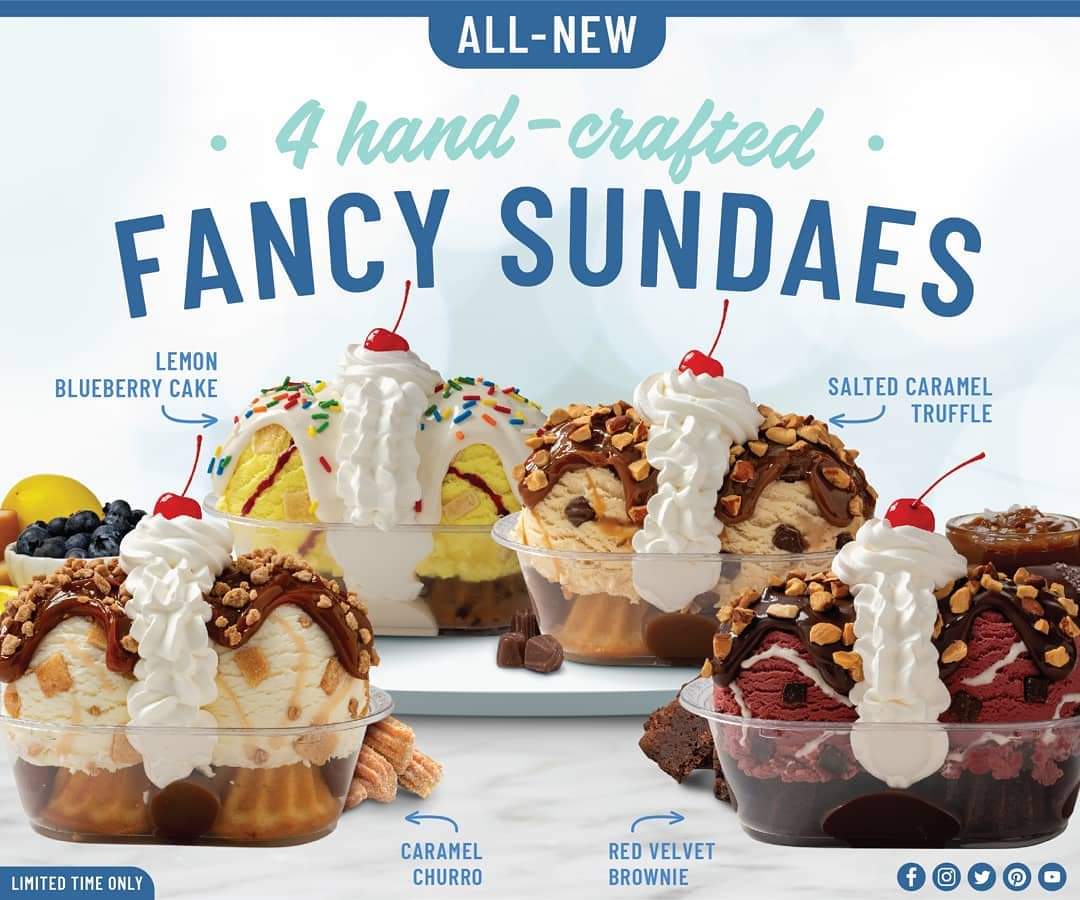 ALL-NEW
4 hand-crafted
FANCY SUNDAES
LEMON
BLUEBERRY CAKE
SALTED CARAMEL
TRUFFLE
CARAMEL
CHURRO
RED VELVET
BROWNIE
LIMITED TIME ONLY